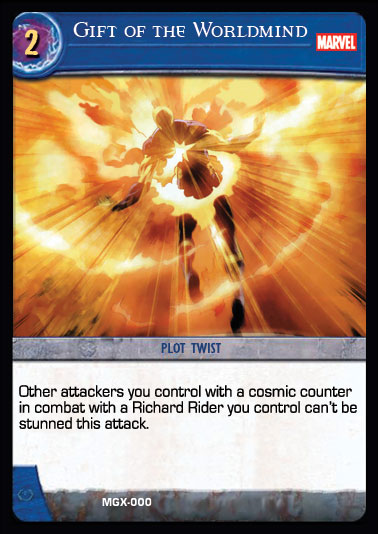 2
Gift of the Worldmind
MARVEL
PLOT TWIST
Other attackers you control with a cosmic counter
in combat with a Richard Rider you control can't be
stunned this attack.
MGX-000